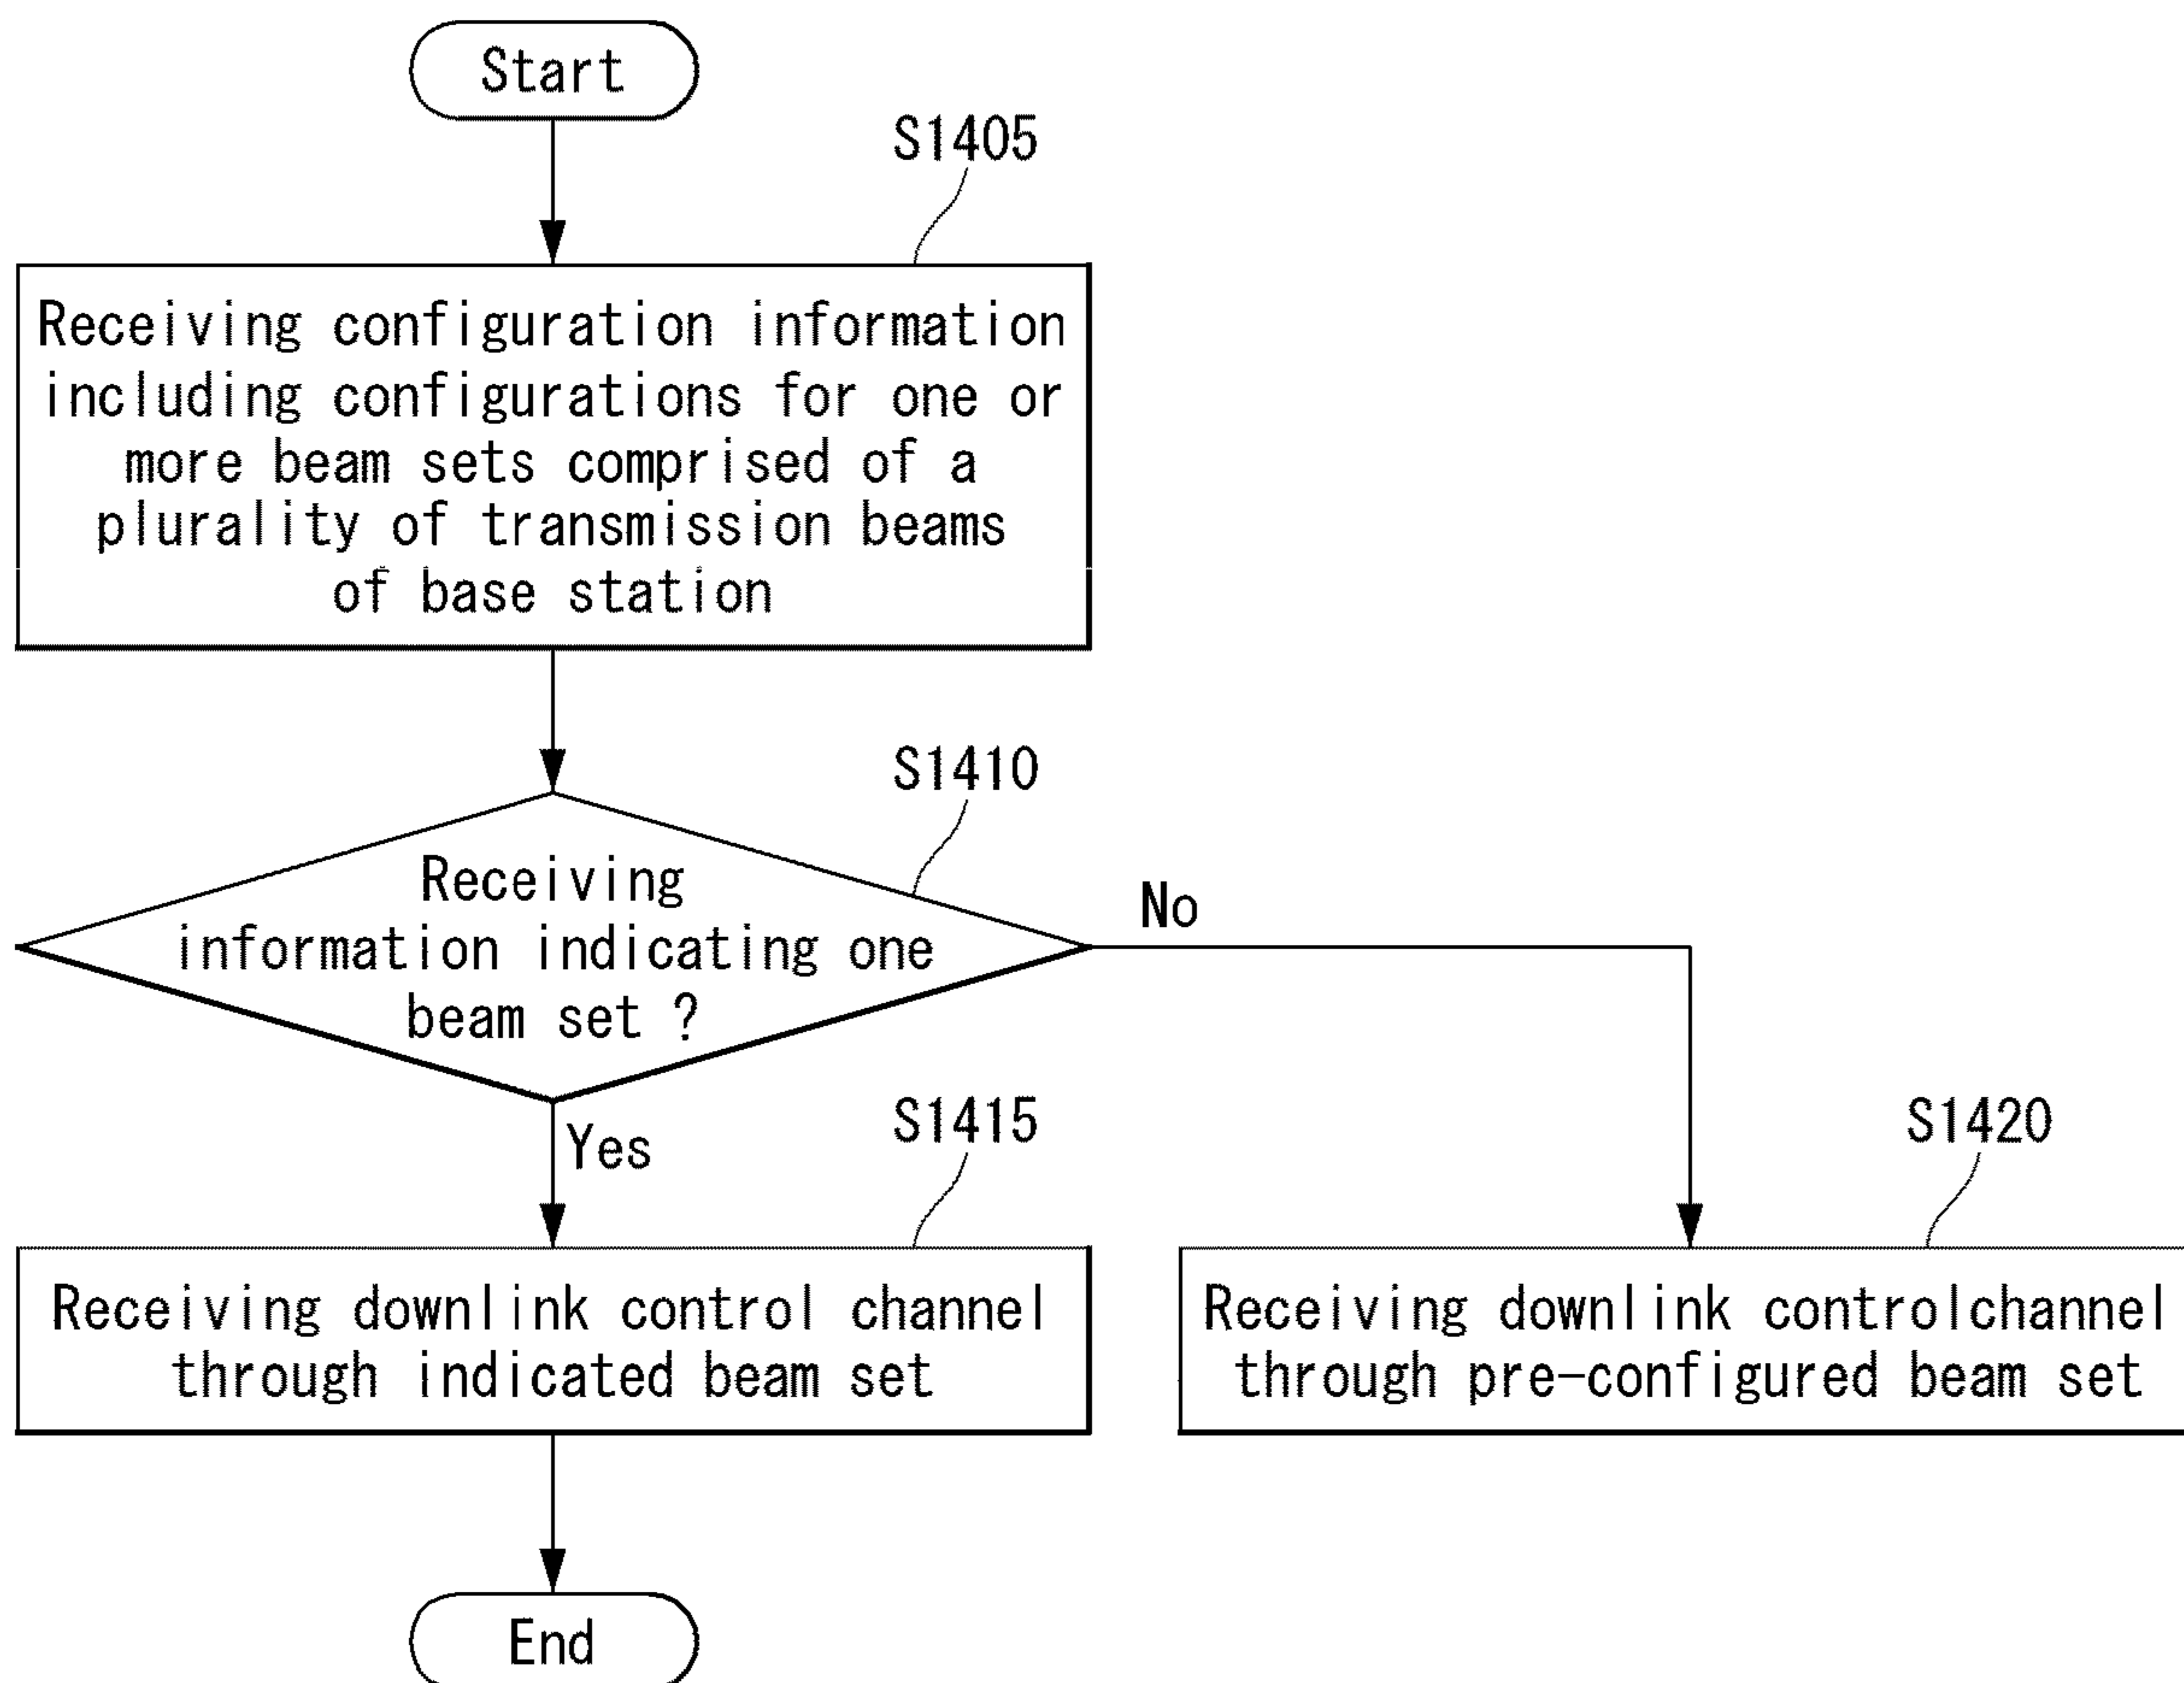 Start
S1405
Receiving configuration information
including configurations for one or
more beam sets comprised of a
plurality of transmission beams
of base station
S1410
Receiving
information indicating one
beam set ?
No
Yes
S1415
S1420
Receiving downlink control channel
through indicated beam set
Receiving downlink controlchannel
through pre-configured beam set
End